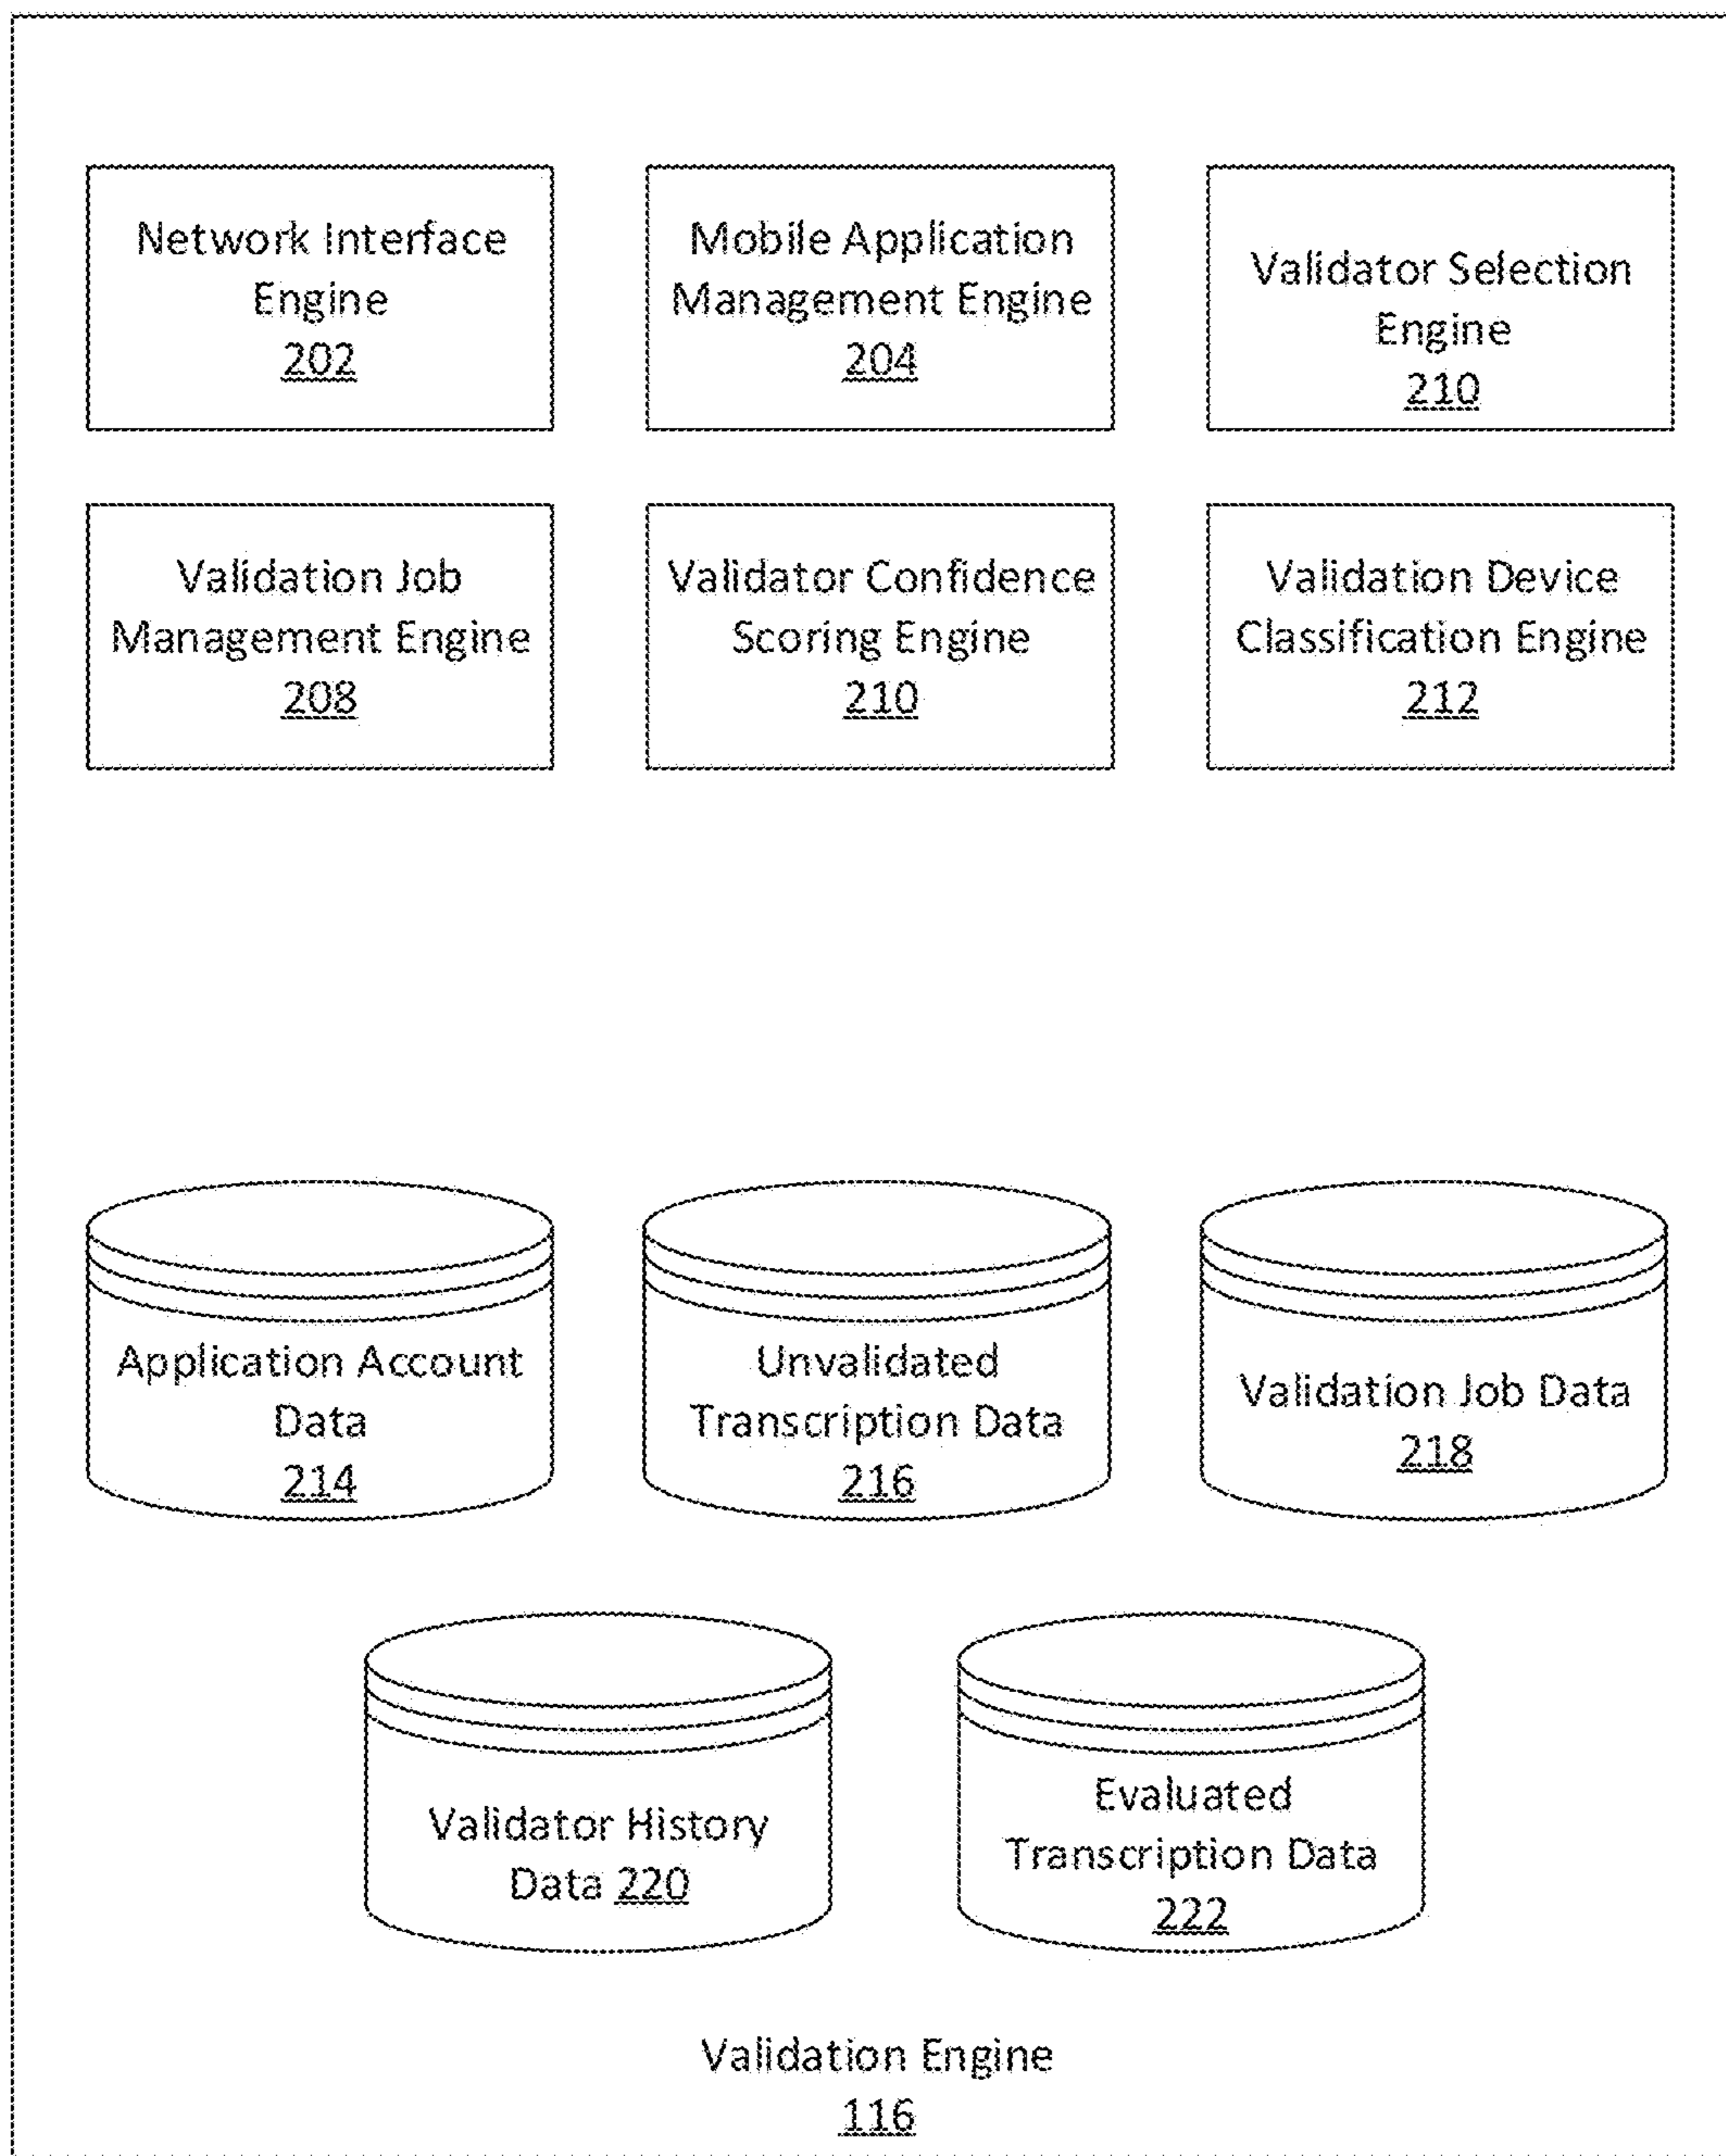 Network Interface
Engine
202
Mobile Application
Management Engine
204
Validator Selection
Engine
210
Validation Job
Management Engine
208
Validator Confidence
Scoring Engine
210
Validation Device
Classification Engine
212
Application Account
Data
214
Unvalidated
Transcription Data
216
Validation Job Data
218
Validator History
Data 220
Evaluated
Transcription Data
222
Validation Engine
116